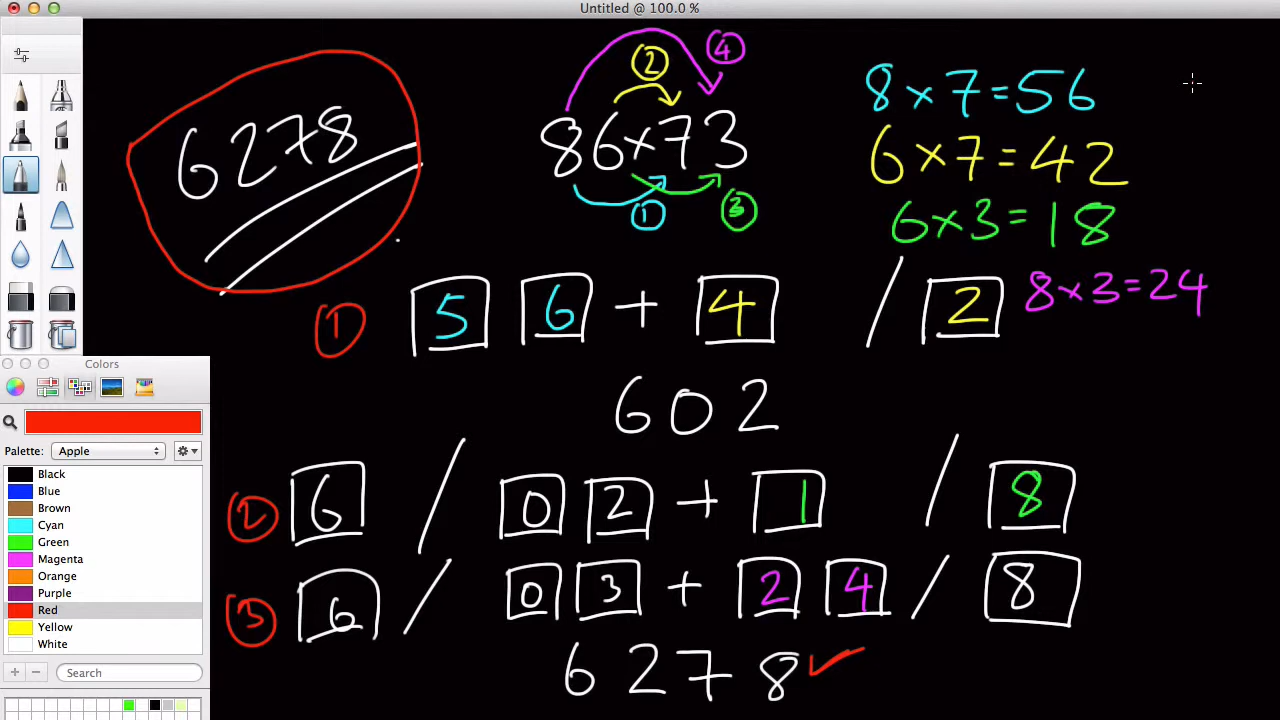 Untitled @ 100.0 %
6278
② ④
86×73
① ③
8×7=56
6×7=42
6×3=18
8×3=24
① 5 6 + 4 / 2
602
② 6 / 0 2 + 1 / 8
③ 6 / 0 3 + 2 4 / 8
6278✓
Colors
Palette: Apple
Black
Blue
Brown
Cyan
Green
Magenta
Orange
Purple
Red
Yellow
White
Search